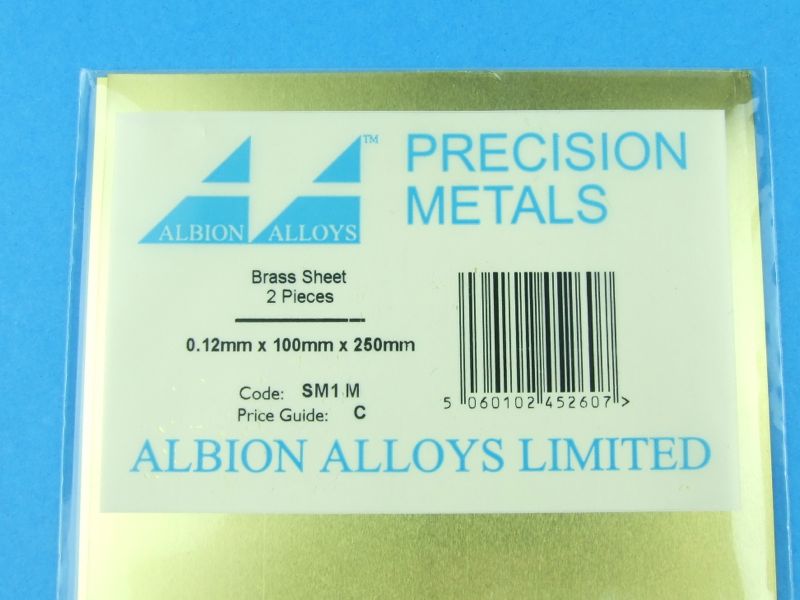 PRECISION
METALS
™
ALBION ALLOYS
Brass Sheet
2 Pieces
0.12mm x 100mm x 250mm
Code: SM1 M
Price Guide: C
5 060102 452607 >
ALBION ALLOYS LIMITED